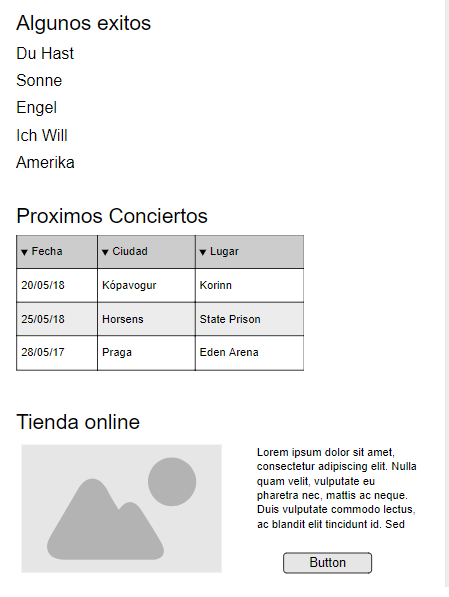 Algunos exitos
Du Hast
Sonne
Engel
Ich Will
Amerika
Proximos Conciertos
▼ Fecha ▼ Ciudad ▼ Lugar
20/05/18 Kópavogur Korinn
25/05/18 Horsens State Prison
28/05/17 Praga Eden Arena
Tienda online
Lorem ipsum dolor sit amet,
consectetur adipiscing elit. Nulla
quam velit, vulputate eu
pharetra nec, mattis ac neque.
Duis vulputate commodo lectus,
ac blandit elit tincidunt id. Sed
Button